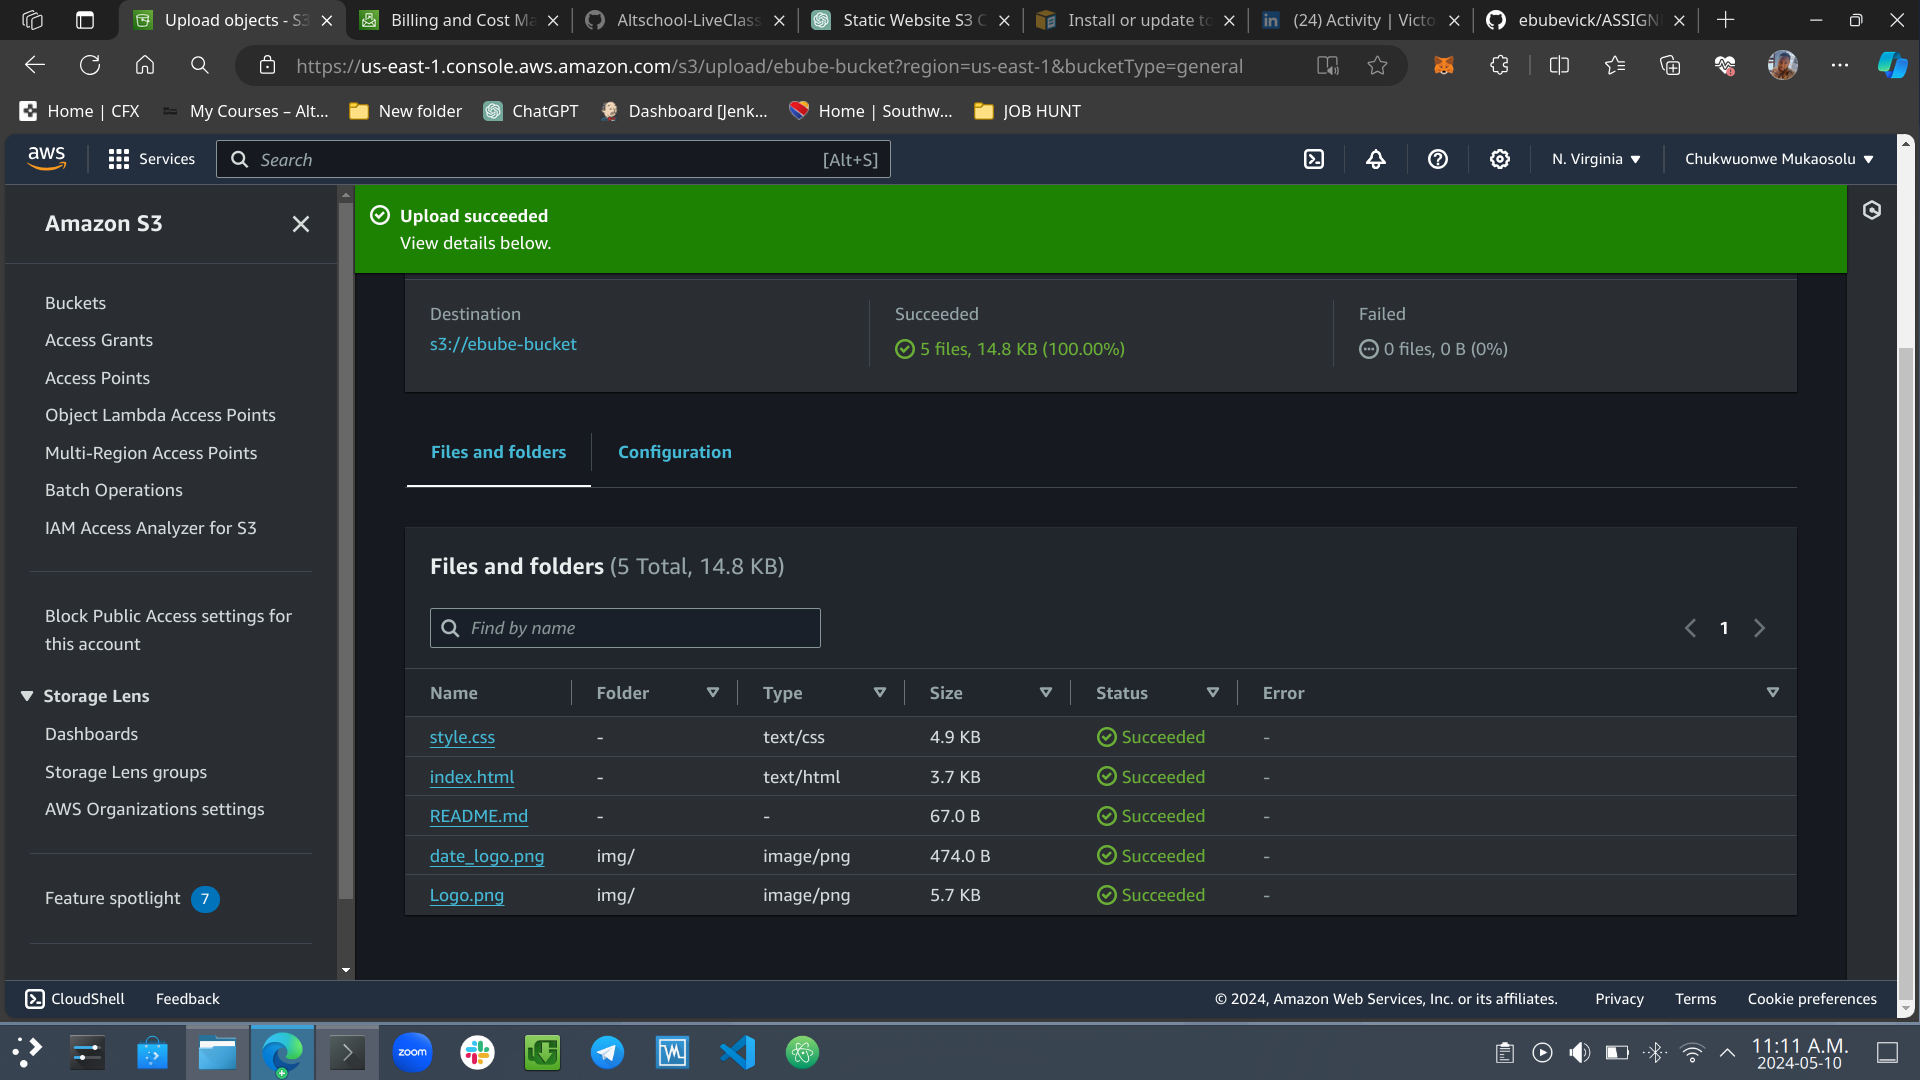 Upload objects - S3
Billing and Cost Ma
Altschool-LiveClass
Static Website S3 C
Install or update to
(24) Activity | Victo
ebubevick/ASSIGN
https://us-east-1.console.aws.amazon.com/s3/upload/ebube-bucket?region=us-east-1&bucketType=general
Home | CFX
My Courses – Alt...
New folder
ChatGPT
Dashboard [Jenk...
Home | Southw...
JOB HUNT
aws
Services
Search
[Alt+S]
N. Virginia
Chukwuonwe Mukaosolu
Amazon S3
Buckets
Access Grants
Access Points
Object Lambda Access Points
Multi-Region Access Points
Batch Operations
IAM Access Analyzer for S3
Block Public Access settings for
this account
Storage Lens
Dashboards
Storage Lens groups
AWS Organizations settings
Feature spotlight 7
Upload succeeded
View details below.
Destination
s3://ebube-bucket
Succeeded
5 files, 14.8 KB (100.00%)
Failed
0 files, 0 B (0%)
Files and folders
Configuration
Files and folders (5 Total, 14.8 KB)
Find by name
1
Name Folder Type Size Status Error
style.css - text/css 4.9 KB Succeeded -
index.html - text/html 3.7 KB Succeeded -
README.md - - 67.0 B Succeeded -
date_logo.png img/ image/png 474.0 B Succeeded -
Logo.png img/ image/png 5.7 KB Succeeded -
CloudShell
Feedback
© 2024, Amazon Web Services, Inc. or its affiliates.
Privacy
Terms
Cookie preferences
zoom
11:11 A.M.
2024-05-10